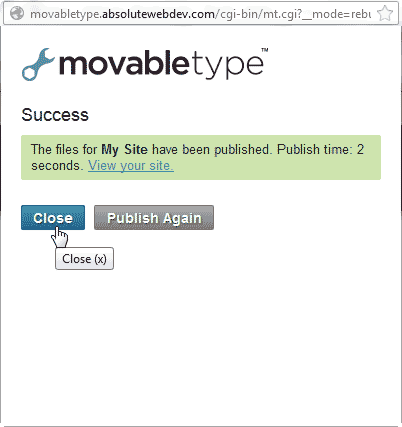 movabletype.absolutewebdev.com/cgi-bin/mt.cgi?__mode=rebu
movabletype™
Success
The files for My Site have been published. Publish time: 2
seconds. View your site.
Close
Publish Again
Close (x)